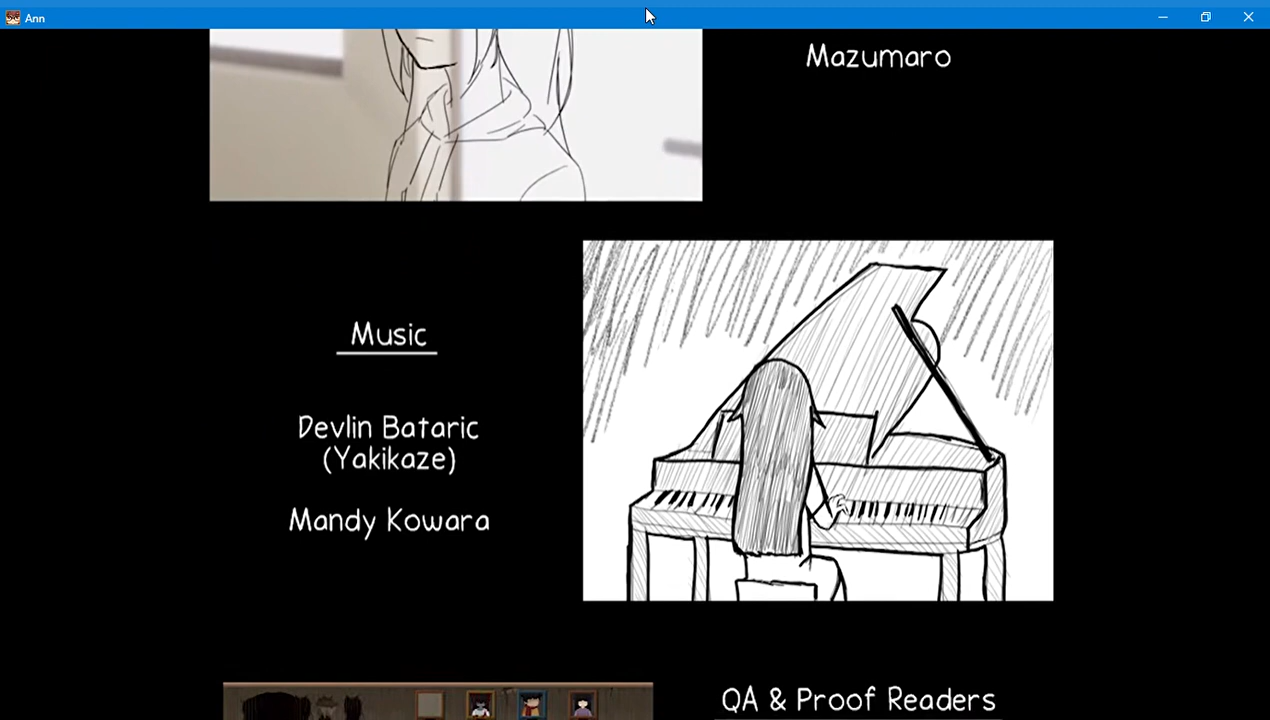 Ann
Mazumaro
Music
Devlin Bataric
(Yakikaze)
Mandy Kowara
QA & Proof Readers